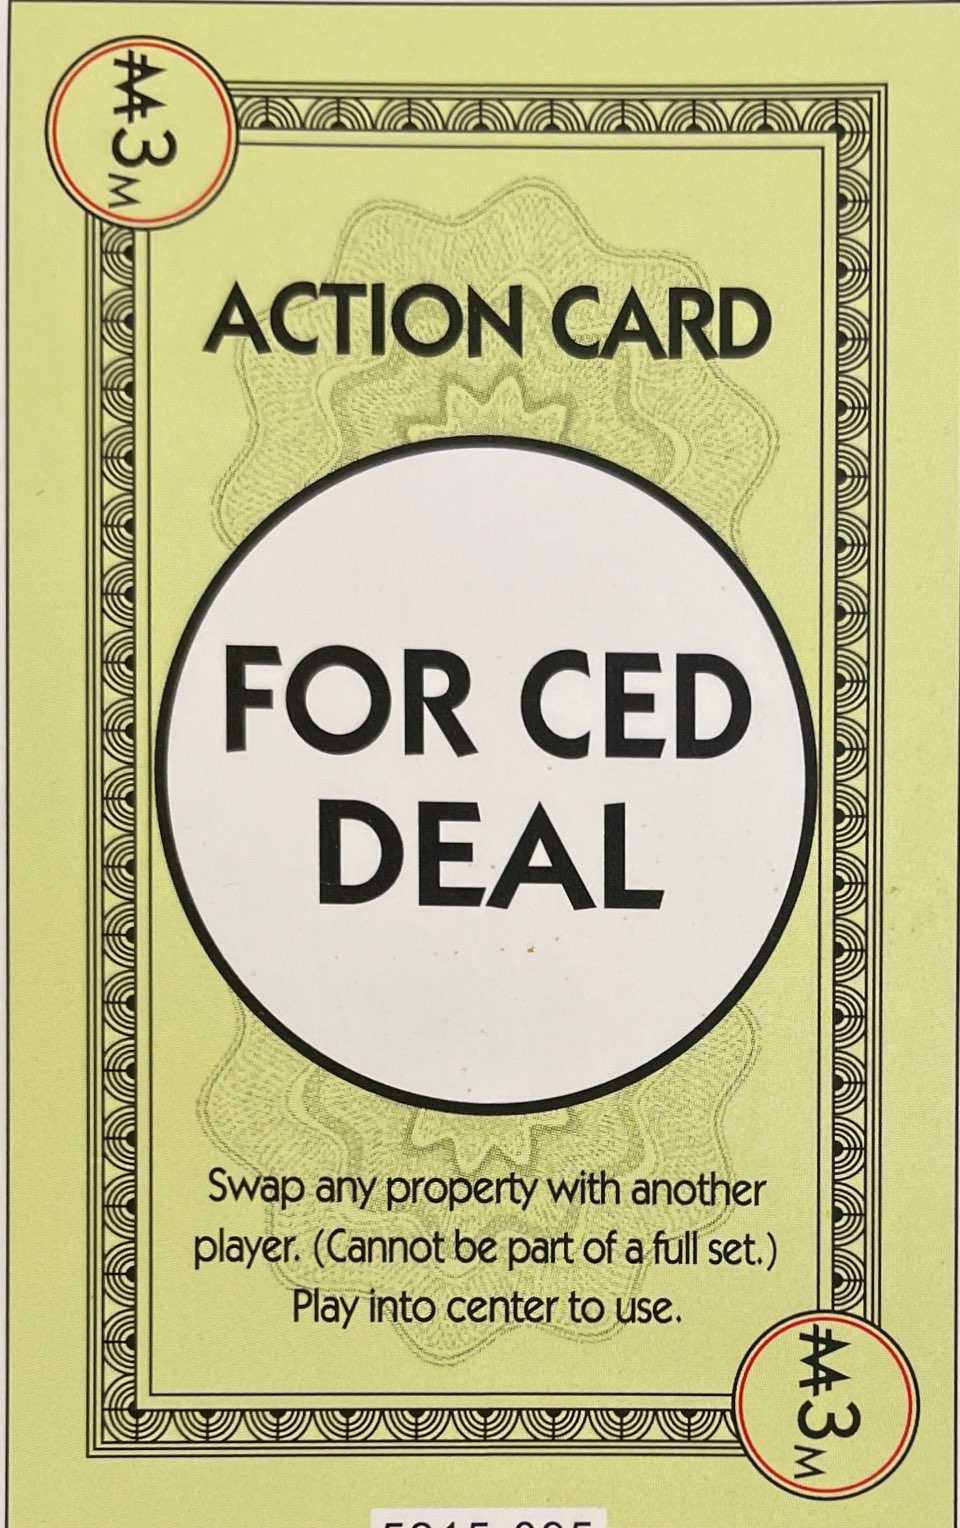 ₩3M
ACTION CARD
FOR CED
DEAL
Swap any property with another
player. (Cannot be part of a full set.)
Play into center to use.
₩3M